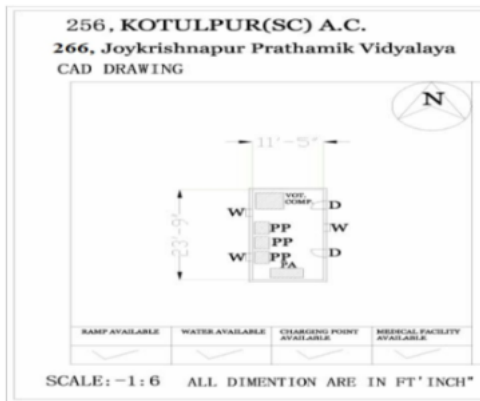 256, KOTULPUR(SC) A.C.
266, Joykrishnapur Prathamik Vidyalaya
CAD DRAWING
N
11'-5"
VOT. COMP.
D
W
PP
W
PP
23'-9"
W
PP
D
PA
RAMP AVAILABLE
WATER AVAILABLE
CHARGING POINT AVAILABLE
MEDICAL FACILITY AVAILABLE
SCALE:-1:6 ALL DIMENTION ARE IN FT'INCH"